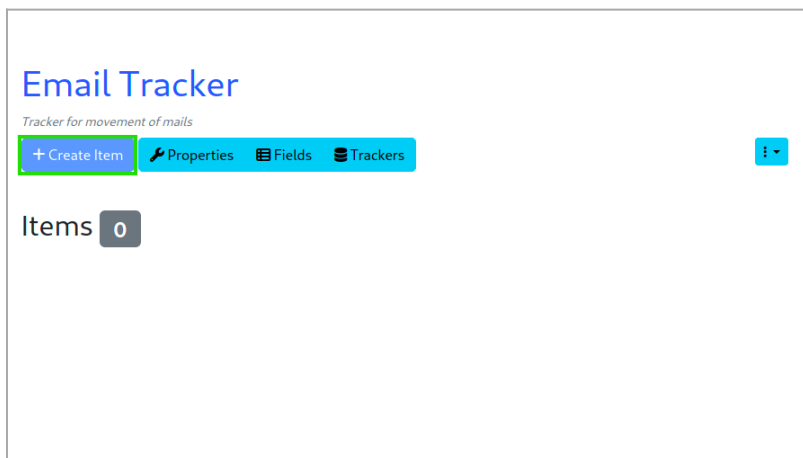 Email Tracker
Tracker for movement of mails
+ Create Item Properties Fields Trackers
Items 0